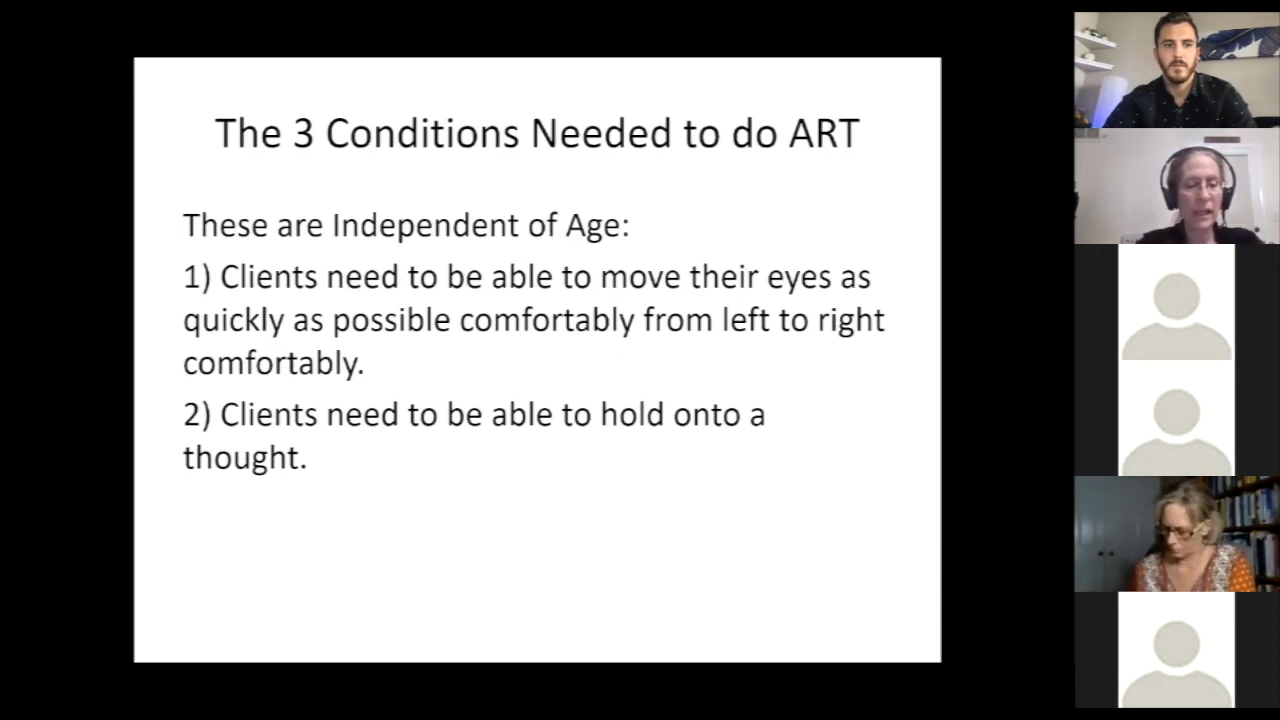 The 3 Conditions Needed to do ART
These are Independent of Age:
1) Clients need to be able to move their eyes as
quickly as possible comfortably from left to right
comfortably.
2) Clients need to be able to hold onto a
thought.